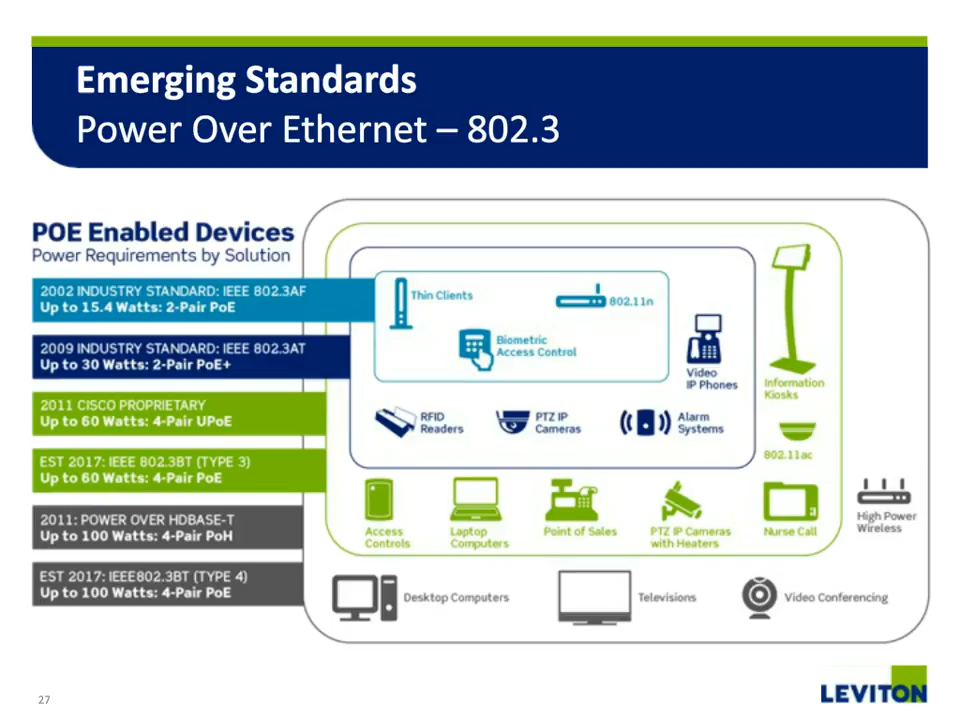 Emerging Standards
Power Over Ethernet – 802.3
POE Enabled Devices
Power Requirements by Solution
2002 INDUSTRY STANDARD: IEEE 802.3AF
Up to 15.4 Watts: 2-Pair PoE
2009 INDUSTRY STANDARD: IEEE 802.3AT
Up to 30 Watts: 2-Pair PoE+
2011 CISCO PROPRIETARY
Up to 60 Watts: 4-Pair UPoE
EST 2017: IEEE 802.3BT (TYPE 3)
Up to 60 Watts: 4-Pair PoE
2011: POWER OVER HDBASE-T
Up to 100 Watts: 4-Pair PoH
EST 2017: IEEE802.3BT (TYPE 4)
Up to 100 Watts: 4-Pair PoE
Thin Clients
802.11n
Biometric
Access Control
Video
IP Phones
RFID
Readers
PTZ IP
Cameras
Alarm
Systems
Information
Kiosks
802.11ac
Access
Controls
Laptop
Computers
Point of Sales
PTZ IP Cameras
with Heaters
Nurse Call
High Power
Wireless
Desktop Computers
Televisions
Video Conferencing
27
LEVITON